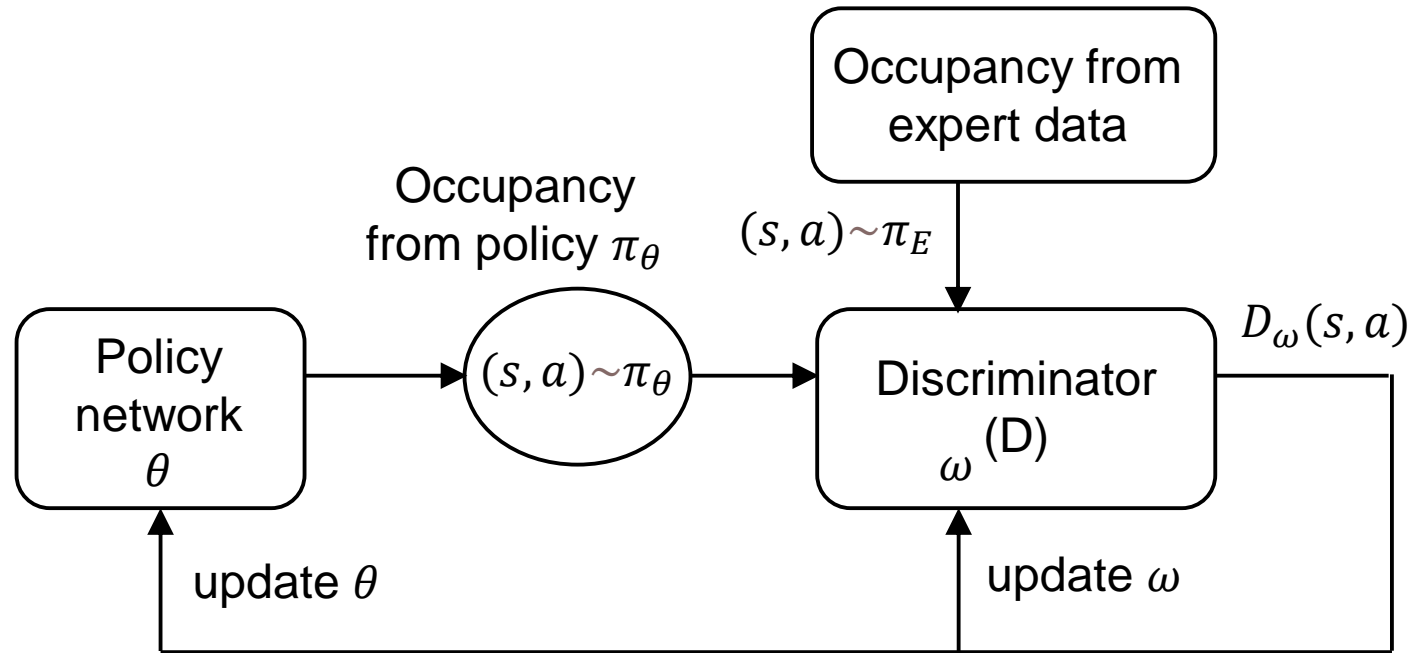 Occupancy from
expert data
Occupancy
from policy π_θ
(s, a)~π_E
Policy
network
θ
(s, a)~π_θ
Discriminator
(D)
ω
D_ω(s, a)
update θ
update ω